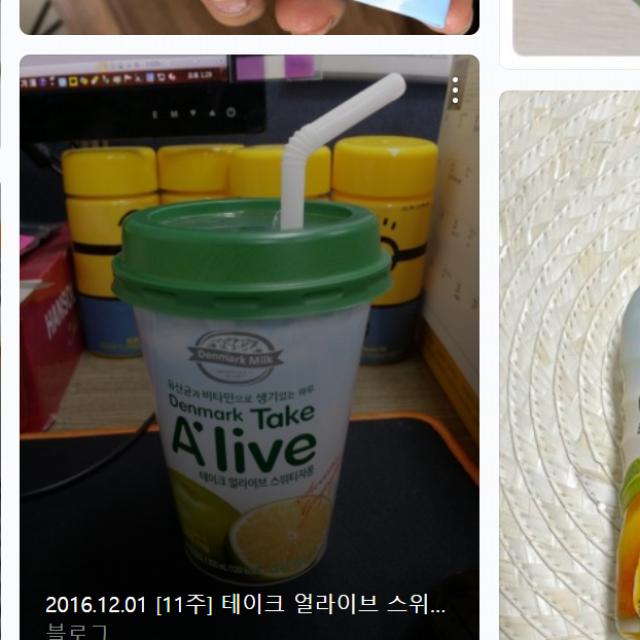 Denmark Milk
유산균과 비타민으로 생기있는 하루
Denmark Take
A'live
테이크 얼라이브 스위티자몽
HANS
2016.12.01 [11주] 테이크 얼라이브 스위...
블로그